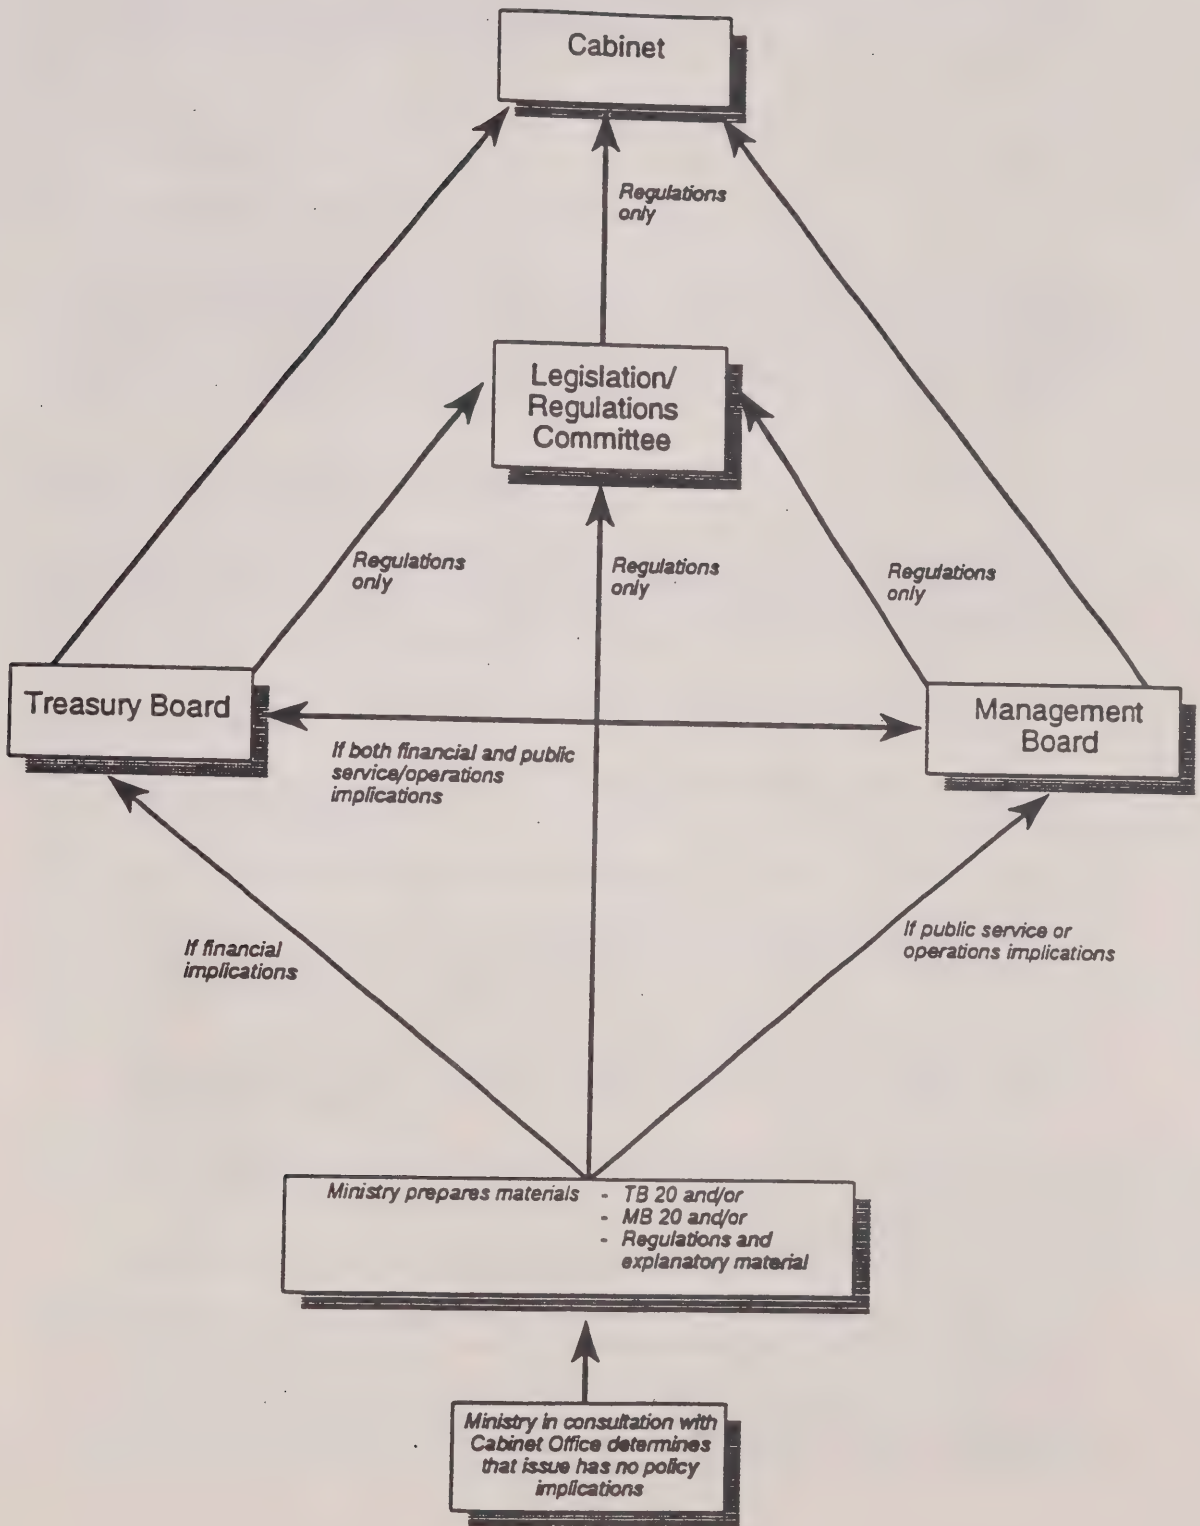 Cabinet
Regulations
only
Legislation/
Regulations
Committee
Regulations
only
Regulations
only
Regulations
only
Treasury Board
Management
Board
If both financial and public
service/operations
implications
If financial
implications
If public service or
operations implications
Ministry prepares materials - TB 20 and/or
- MB 20 and/or
- Regulations and
explanatory material
Ministry in consultation with
Cabinet Office determines
that issue has no policy
implications